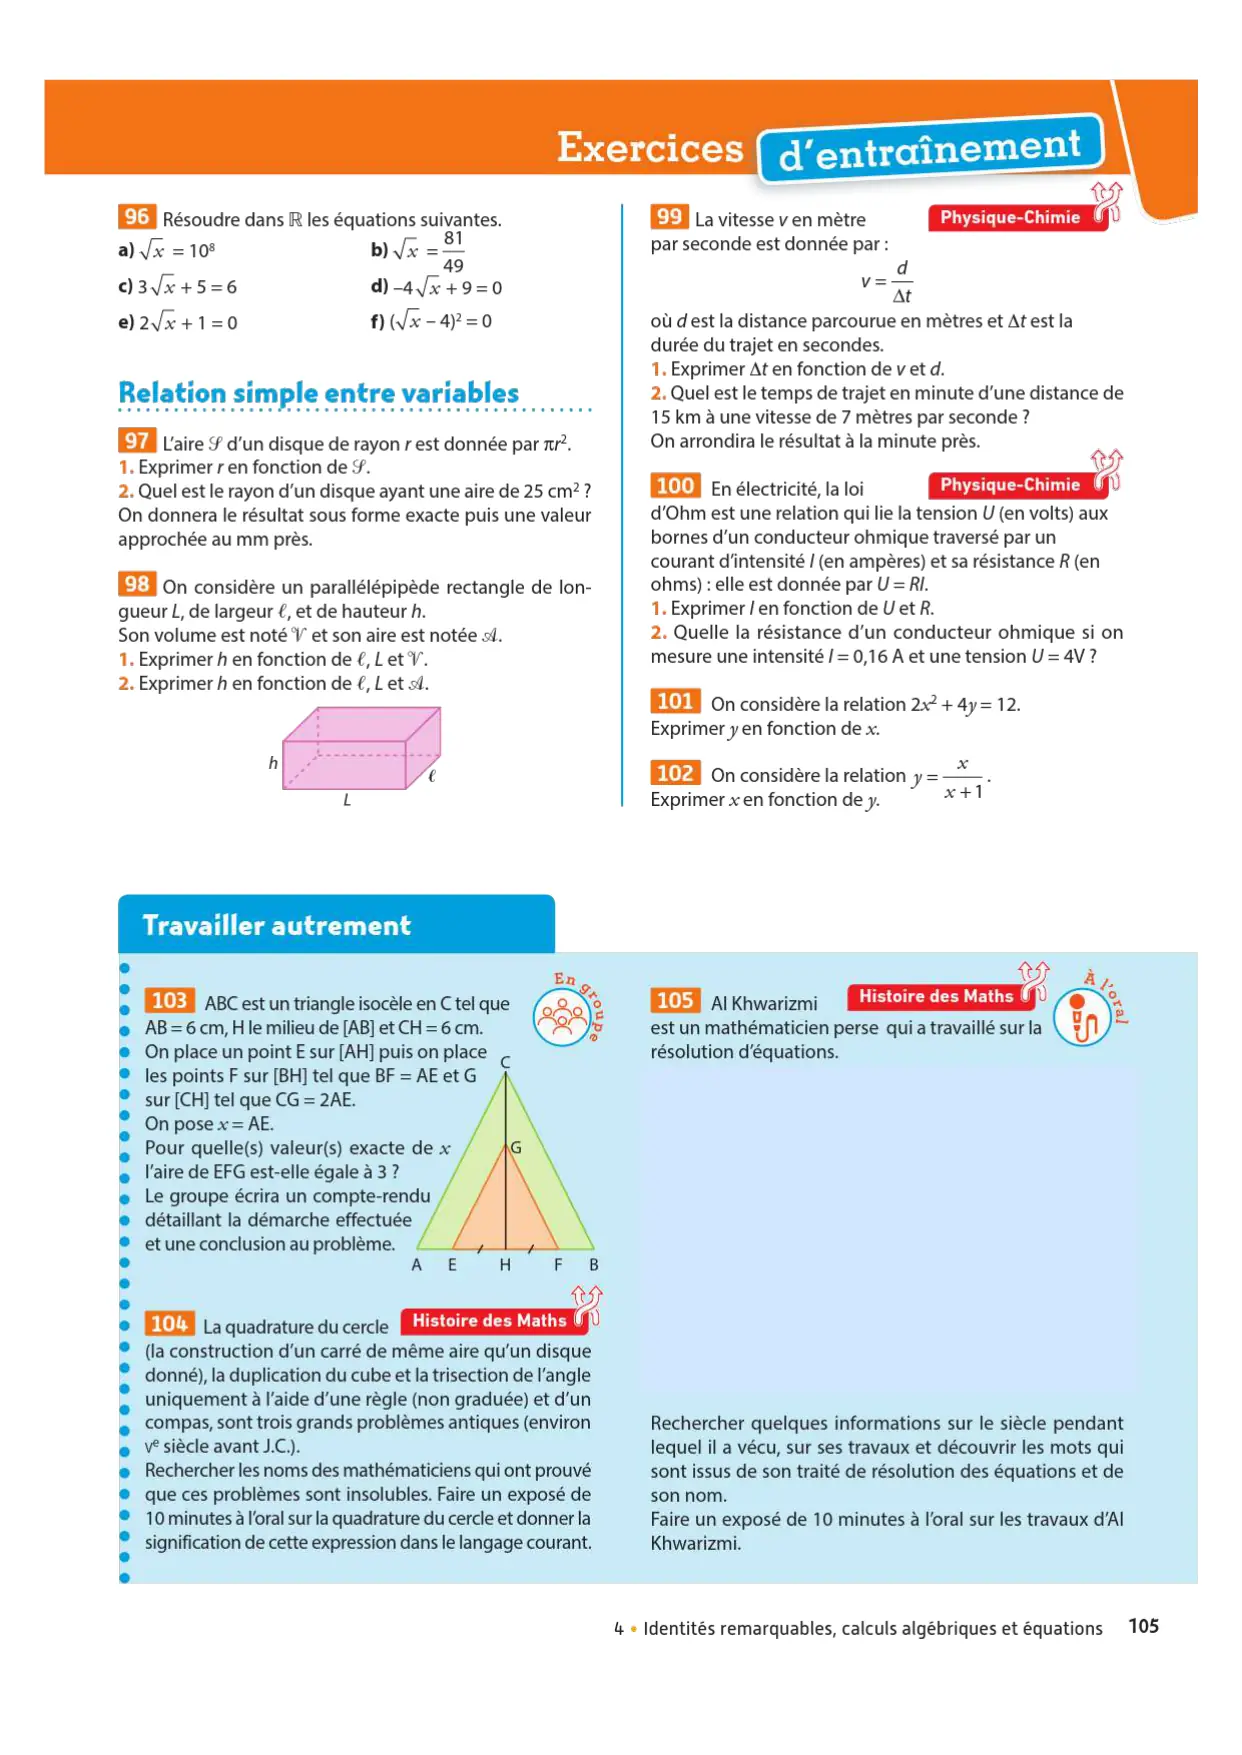 Exercices d'entraînement
96 Résoudre dans ℝ les équations suivantes.
a) √x = 10⁸
b) √x = 81/49
c) 3√x + 5 = 6
d) –4√x + 9 = 0
e) 2√x + 1 = 0
f) (√x – 4)² = 0
Relation simple entre variables
97 L'aire 𝒮 d'un disque de rayon r est donnée par πr².
1. Exprimer r en fonction de 𝒮.
2. Quel est le rayon d'un disque ayant une aire de 25 cm² ?
On donnera le résultat sous forme exacte puis une valeur
approchée au mm près.
98 On considère un parallélépipède rectangle de lon-
gueur L, de largeur ℓ, et de hauteur h.
Son volume est noté 𝒱 et son aire est notée 𝒜.
1. Exprimer h en fonction de ℓ, L et 𝒱.
2. Exprimer h en fonction de ℓ, L et 𝒜.
h
ℓ
L
99 La vitesse v en mètre
Physique-Chimie
par seconde est donnée par :
v = d/Δt
où d est la distance parcourue en mètres et Δt est la
durée du trajet en secondes.
1. Exprimer Δt en fonction de v et d.
2. Quel est le temps de trajet en minute d'une distance de
15 km à une vitesse de 7 mètres par seconde ?
On arrondira le résultat à la minute près.
100 En électricité, la loi
Physique-Chimie
d'Ohm est une relation qui lie la tension U (en volts) aux
bornes d'un conducteur ohmique traversé par un
courant d'intensité I (en ampères) et sa résistance R (en
ohms) : elle est donnée par U = RI.
1. Exprimer I en fonction de U et R.
2. Quelle la résistance d'un conducteur ohmique si on
mesure une intensité I = 0,16 A et une tension U = 4V ?
101 On considère la relation 2x² + 4y = 12.
Exprimer y en fonction de x.
102 On considère la relation y = x/(x + 1).
Exprimer x en fonction de y.
Travailler autrement
103 ABC est un triangle isocèle en C tel que
En groupe
AB = 6 cm, H le milieu de [AB] et CH = 6 cm.
On place un point E sur [AH] puis on place
les points F sur [BH] tel que BF = AE et G
sur [CH] tel que CG = 2AE.
On pose x = AE.
Pour quelle(s) valeur(s) exacte de x
l'aire de EFG est-elle égale à 3 ?
Le groupe écrira un compte-rendu
détaillant la démarche effectuée
et une conclusion au problème.
C
G
A E H F B
104 La quadrature du cercle
Histoire des Maths
(la construction d'un carré de même aire qu'un disque
donné), la duplication du cube et la trisection de l'angle
uniquement à l'aide d'une règle (non graduée) et d'un
compas, sont trois grands problèmes antiques (environ
Vᵉ siècle avant J.C.).
Rechercher les noms des mathématiciens qui ont prouvé
que ces problèmes sont insolubles. Faire un exposé de
10 minutes à l'oral sur la quadrature du cercle et donner la
signification de cette expression dans le langage courant.
105 Al Khwarizmi
Histoire des Maths
À l'oral
est un mathématicien perse qui a travaillé sur la
résolution d'équations.
Rechercher quelques informations sur le siècle pendant
lequel il a vécu, sur ses travaux et découvrir les mots qui
sont issus de son traité de résolution des équations et de
son nom.
Faire un exposé de 10 minutes à l'oral sur les travaux d'Al
Khwarizmi.
4 • Identités remarquables, calculs algébriques et équations 105